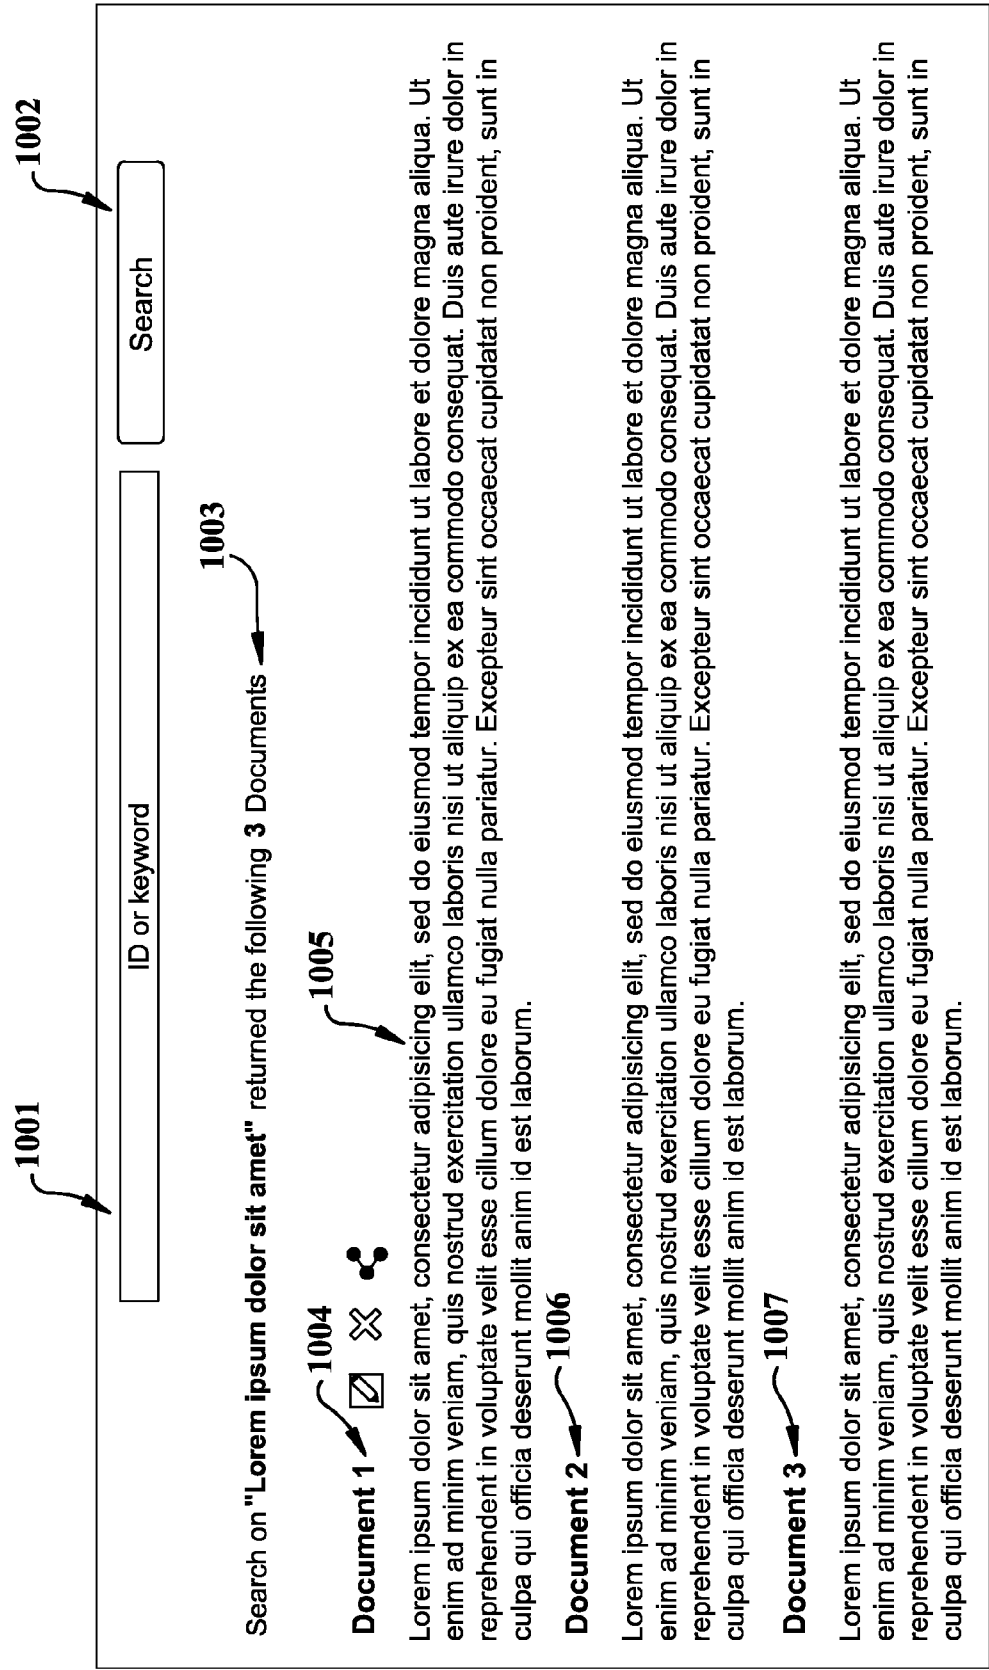 1001
1002
ID or keyword
Search
1003
Search on "Lorem ipsum dolor sit amet" returned the following 3 Documents
1004
1005
Document 1
Lorem ipsum dolor sit amet, consectetur adipisicing elit, sed do eiusmod tempor incididunt ut labore et dolore magna aliqua. Ut
enim ad minim veniam, quis nostrud exercitation ullamco laboris nisi ut aliquip ex ea commodo consequat. Duis aute irure dolor in
reprehendent in voluptate velit esse cillum dolore eu fugiat nulla pariatur. Excepteur sint occaecat cupidatat non proident, sunt in
culpa qui officia deserunt mollit anim id est laborum.
1006
Document 2
Lorem ipsum dolor sit amet, consectetur adipisicing elit, sed do eiusmod tempor incididunt ut labore et dolore magna aliqua. Ut
enim ad minim veniam, quis nostrud exercitation ullamco laboris nisi ut aliquip ex ea commodo consequat. Duis aute irure dolor in
reprehendent in voluptate velit esse cillum dolore eu fugiat nulla pariatur. Excepteur sint occaecat cupidatat non proident, sunt in
culpa qui officia deserunt mollit anim id est laborum.
1007
Document 3
Lorem ipsum dolor sit amet, consectetur adipisicing elit, sed do eiusmod tempor incididunt ut labore et dolore magna aliqua. Ut
enim ad minim veniam, quis nostrud exercitation ullamco laboris nisi ut aliquip ex ea commodo consequat. Duis aute irure dolor in
reprehendent in voluptate velit esse cillum dolore eu fugiat nulla pariatur. Excepteur sint occaecat cupidatat non proident, sunt in
culpa qui officia deserunt mollit anim id est laborum.